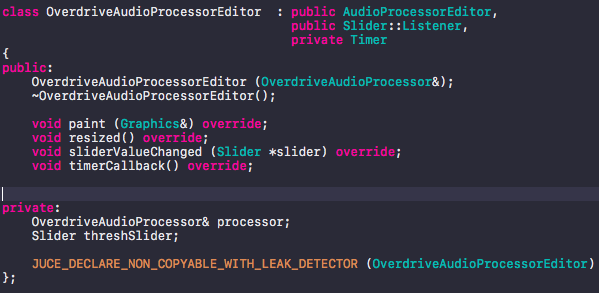 class OverdriveAudioProcessorEditor  : public AudioProcessorEditor,
                                       public Slider::Listener,
                                       private Timer
{
public:
    OverdriveAudioProcessorEditor (OverdriveAudioProcessor&);
    ~OverdriveAudioProcessorEditor();

    void paint (Graphics&) override;
    void resized() override;
    void sliderValueChanged (Slider *slider) override;
    void timerCallback() override;

private:
    OverdriveAudioProcessor& processor;
    Slider threshSlider;

    JUCE_DECLARE_NON_COPYABLE_WITH_LEAK_DETECTOR (OverdriveAudioProcessorEditor)
};